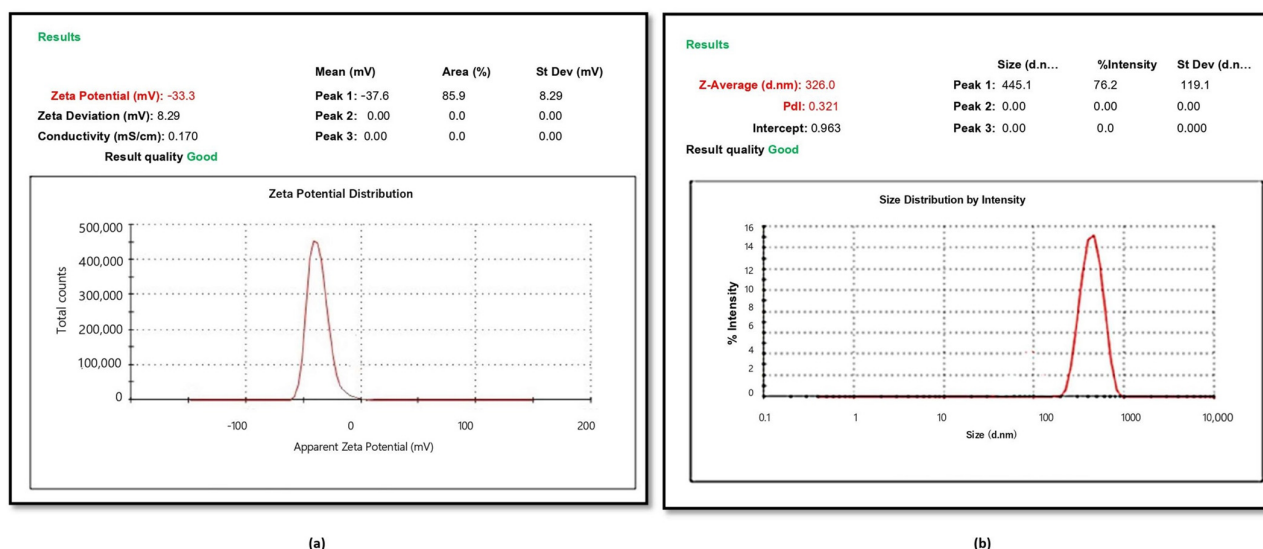 Results
Mean (mV) Area (%) St Dev (mV)
Zeta Potential (mV): -33.3 Peak 1: -37.6 85.9 8.29
Zeta Deviation (mV): 8.29 Peak 2: 0.00 0.0 0.00
Conductivity (mS/cm): 0.170 Peak 3: 0.00 0.0 0.00
Result quality Good
Zeta Potential Distribution
Total counts
500,000
400,000
300,000
200,000
100,000
0
-100 0 100 200
Apparent Zeta Potential (mV)
(a)
Results
Size (d.n... %Intensity St Dev (d.n...
Z-Average (d.nm): 326.0 Peak 1: 445.1 76.2 119.1
PdI: 0.321 Peak 2: 0.00 0.00 0.00
Intercept: 0.963 Peak 3: 0.00 0.0 0.000
Result quality Good
Size Distribution by Intensity
% Intensity
16
14
12
10
8
6
4
2
0
0.1 1 10 100 1000 10,000
Size (d.nm)
(b)